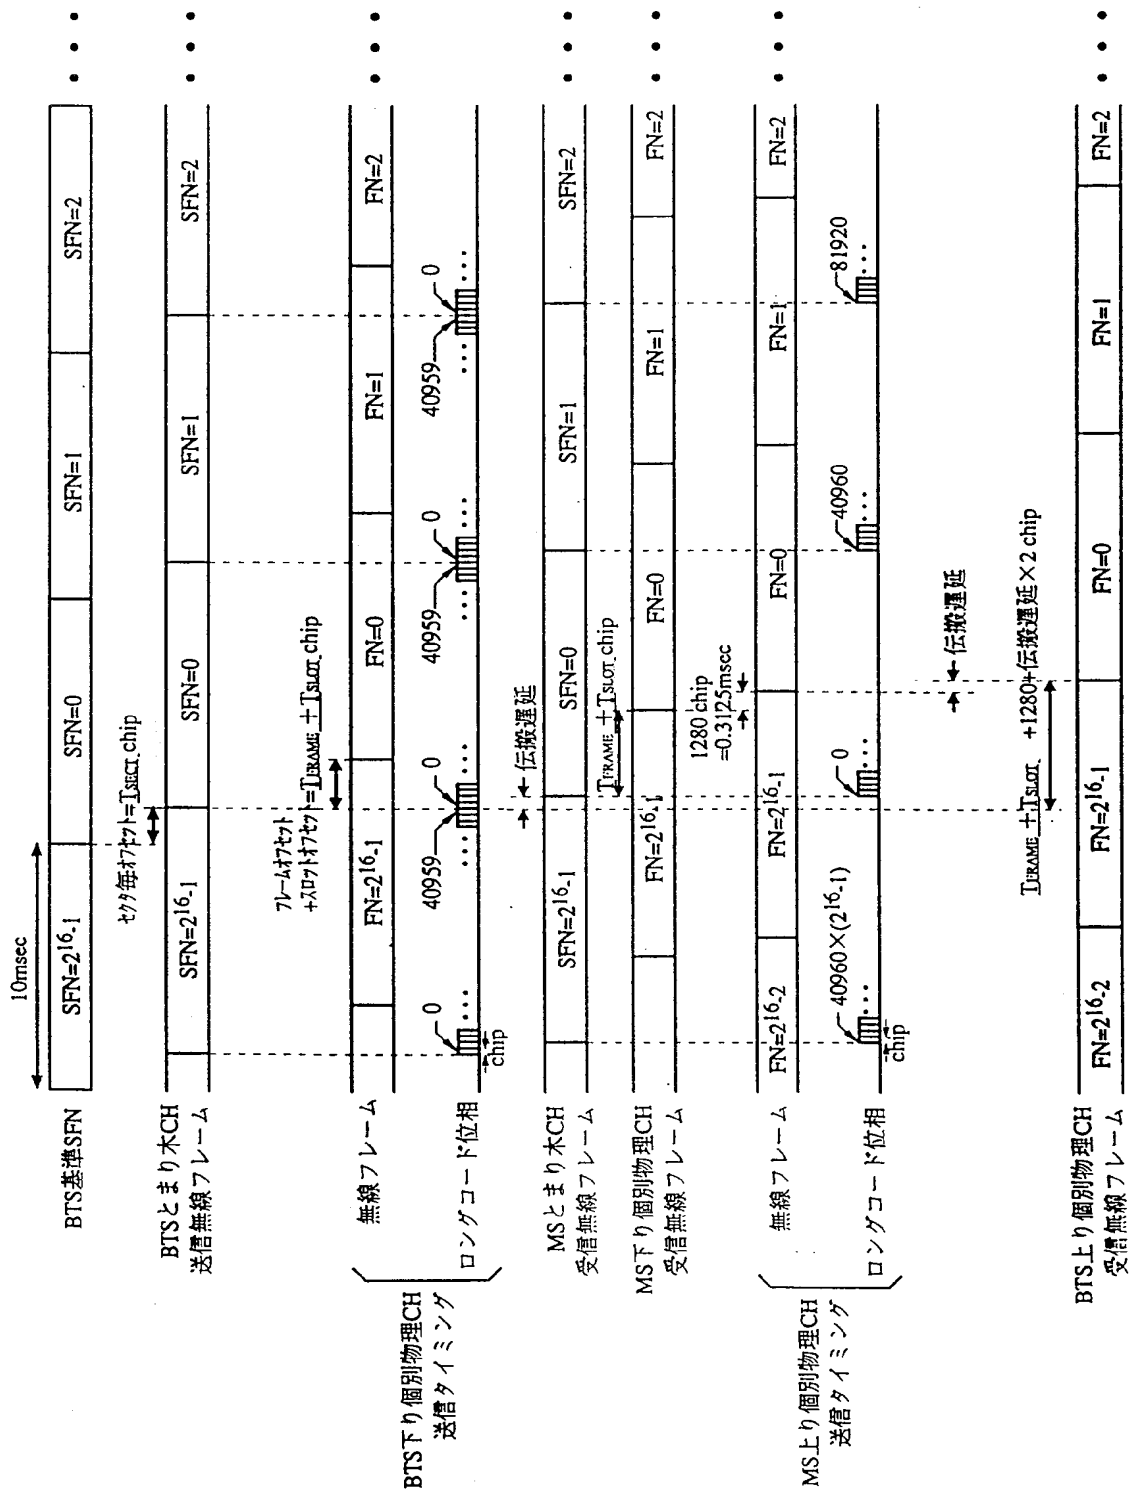 10msec
BTS基準SFN
SFN=2^16-1
SFN=0
SFN=1
SFN=2
• • •
セクタ毎オフセット=TSECT chip
BTSとまり木CH
送信無線フレーム
SFN=2^16-1
SFN=0
SFN=1
SFN=2
• • •
フレームオフセット
+スロットオフセット=TFRAME+TSLOT chip
BTS下り個別物理CH
送信タイミング
無線フレーム
FN=2^16-1
FN=0
FN=1
FN=2
• • •
ロングコード位相
0
•••
chip
•••
40959
0
•••
•••
40959
0
•••
•••
40959
0
•••
伝搬遅延
MSとまり木CH
受信無線フレーム
SFN=2^16-1
SFN=0
SFN=1
SFN=2
• • •
TFRAME+TSLOT chip
MS下り個別物理CH
受信無線フレーム
FN=2^16-1
FN=0
FN=1
FN=2
• • •
1280 chip
=0.3125msec
MS上り個別物理CH
送信タイミング
無線フレーム
FN=2^16-2
FN=2^16-1
FN=0
FN=1
FN=2
• • •
ロングコード位相
40960×(2^16-1)
•••
chip
0
•••
40960
•••
81920
•••
伝搬遅延
TFRAME+TSLOT +1280+伝搬遅延×2 chip
BTS上り個別物理CH
受信無線フレーム
FN=2^16-2
FN=2^16-1
FN=0
FN=1
FN=2
• • •